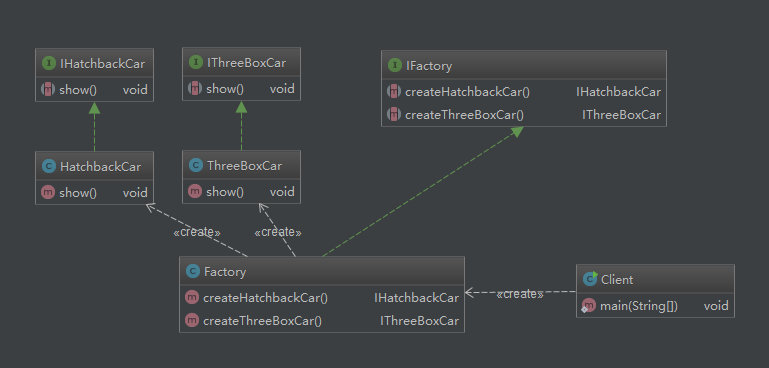 IHatchbackCar
show() void
IThreeBoxCar
show() void
IFactory
createHatchbackCar() IHatchbackCar
createThreeBoxCar() IThreeBoxCar
HatchbackCar
show() void
ThreeBoxCar
show() void
«create»
«create»
Factory
createHatchbackCar() IHatchbackCar
createThreeBoxCar() IThreeBoxCar
«create»
Client
main(String[]) void